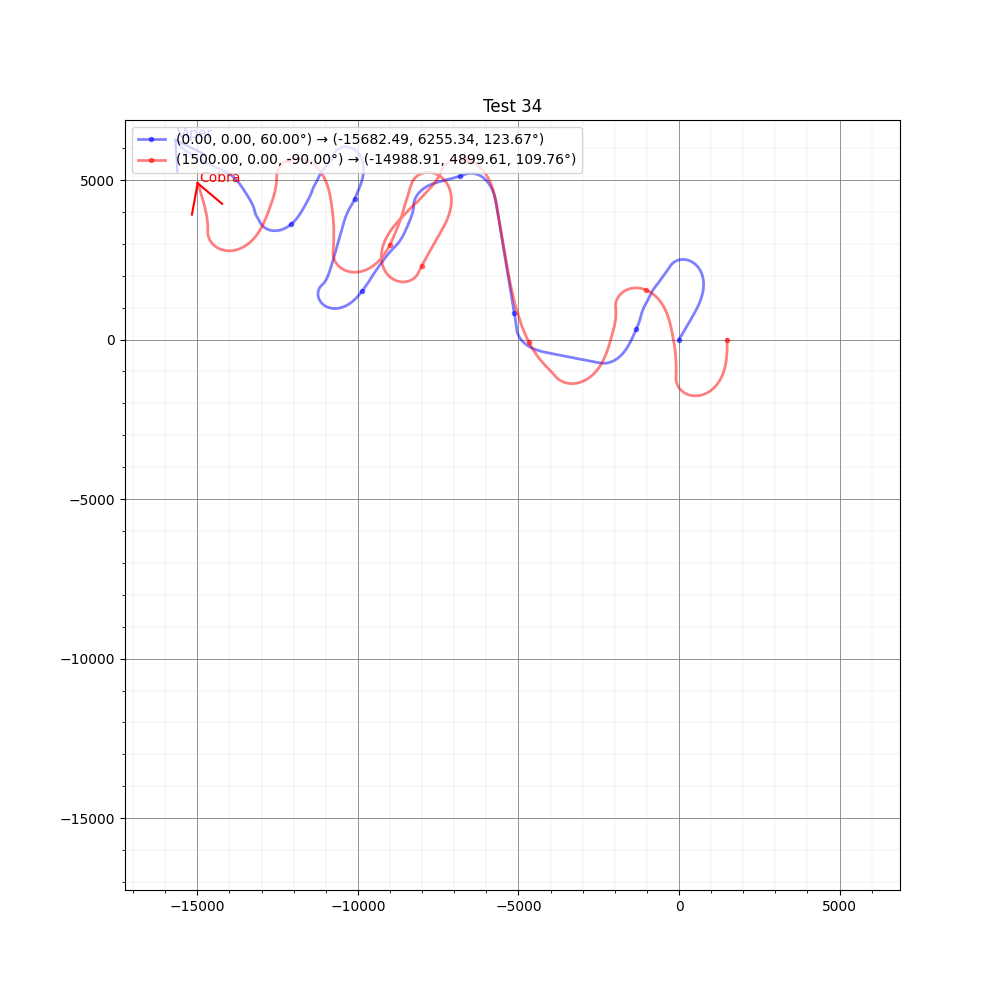 Test 34
Viper
(0.00, 0.00, 60.00°) → (-15682.49, 6255.34, 123.67°)
(1500.00, 0.00, -90.00°) → (-14988.91, 4899.61, 109.76°)
Cobra
5000
0
−5000
−10000
−15000
−15000
−10000
−5000
0
5000